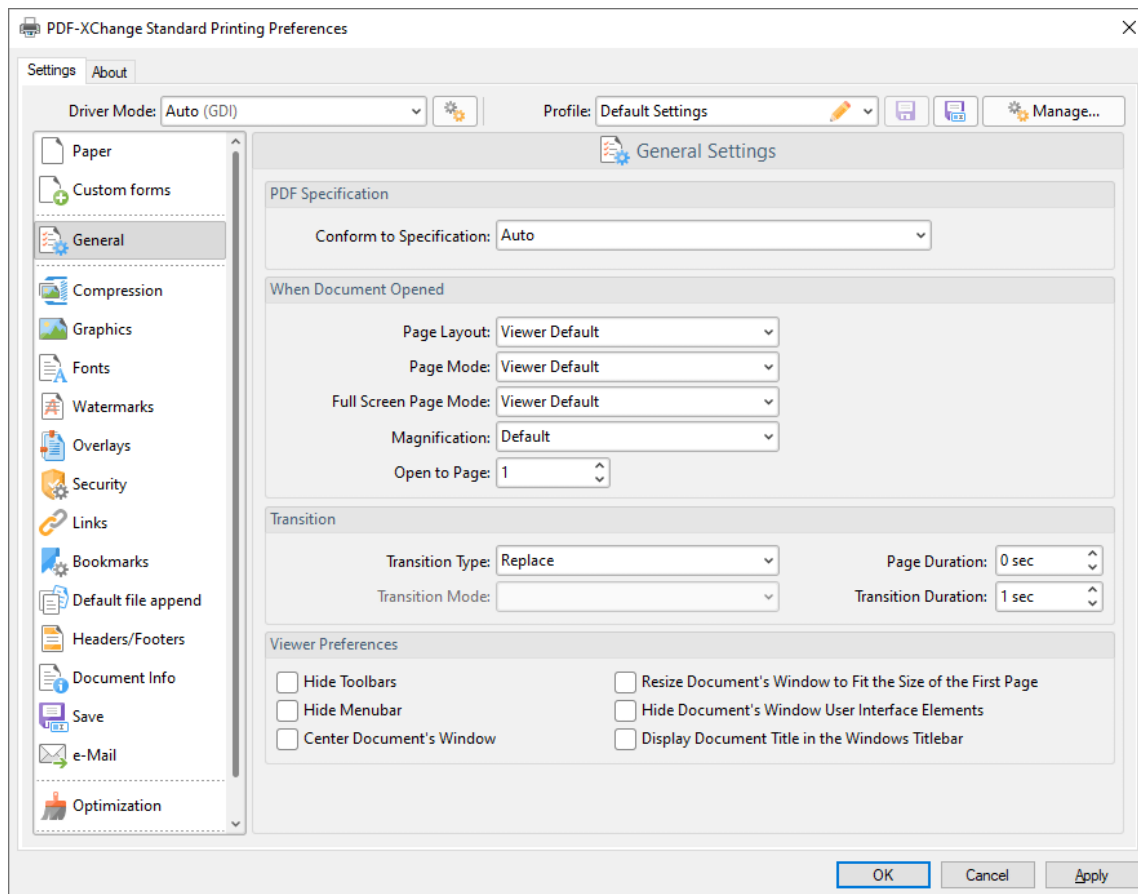 PDF-XChange Standard Printing Preferences
Settings
About
Driver Mode: Auto (GDI)
Profile: Default Settings
Manage...
Paper
Custom forms
General
Compression
Graphics
Fonts
Watermarks
Overlays
Security
Links
Bookmarks
Default file append
Headers/Footers
Document Info
Save
e-Mail
Optimization
General Settings
PDF Specification
Conform to Specification: Auto
When Document Opened
Page Layout: Viewer Default
Page Mode: Viewer Default
Full Screen Page Mode: Viewer Default
Magnification: Default
Open to Page: 1
Transition
Transition Type: Replace
Page Duration: 0 sec
Transition Mode:
Transition Duration: 1 sec
Viewer Preferences
Hide Toolbars
Resize Document's Window to Fit the Size of the First Page
Hide Menubar
Hide Document's Window User Interface Elements
Center Document's Window
Display Document Title in the Windows Titlebar
OK
Cancel
Apply